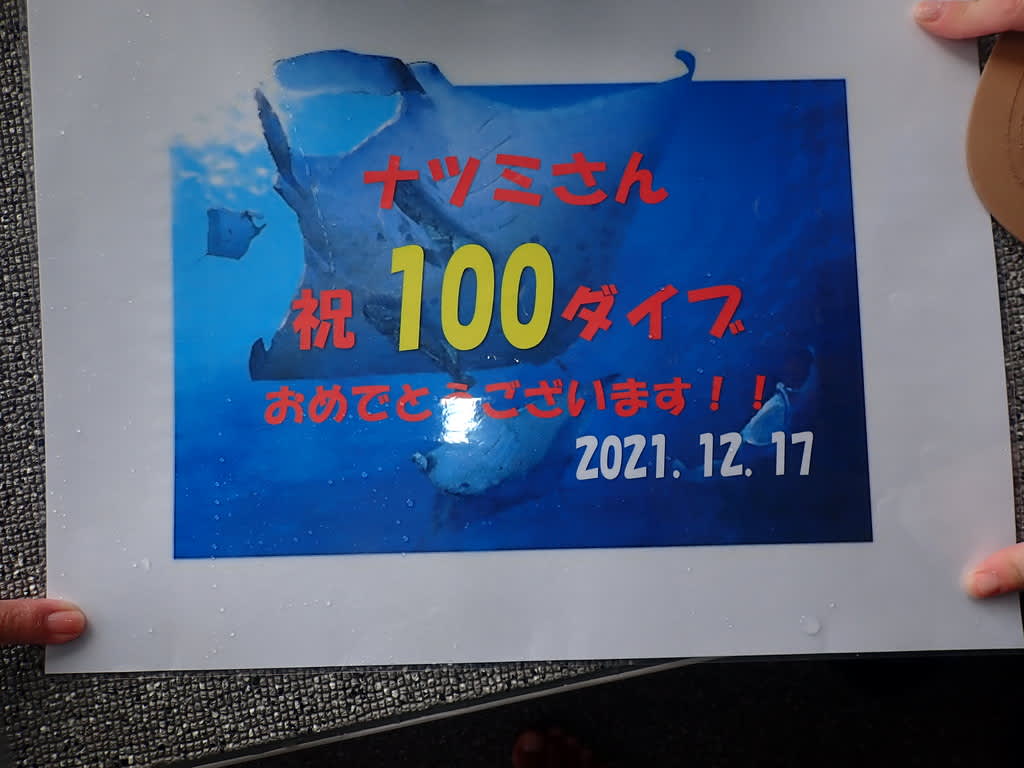 ナツミさん
祝 100ダイブ
おめでとうございます！！
2021. 12. 17